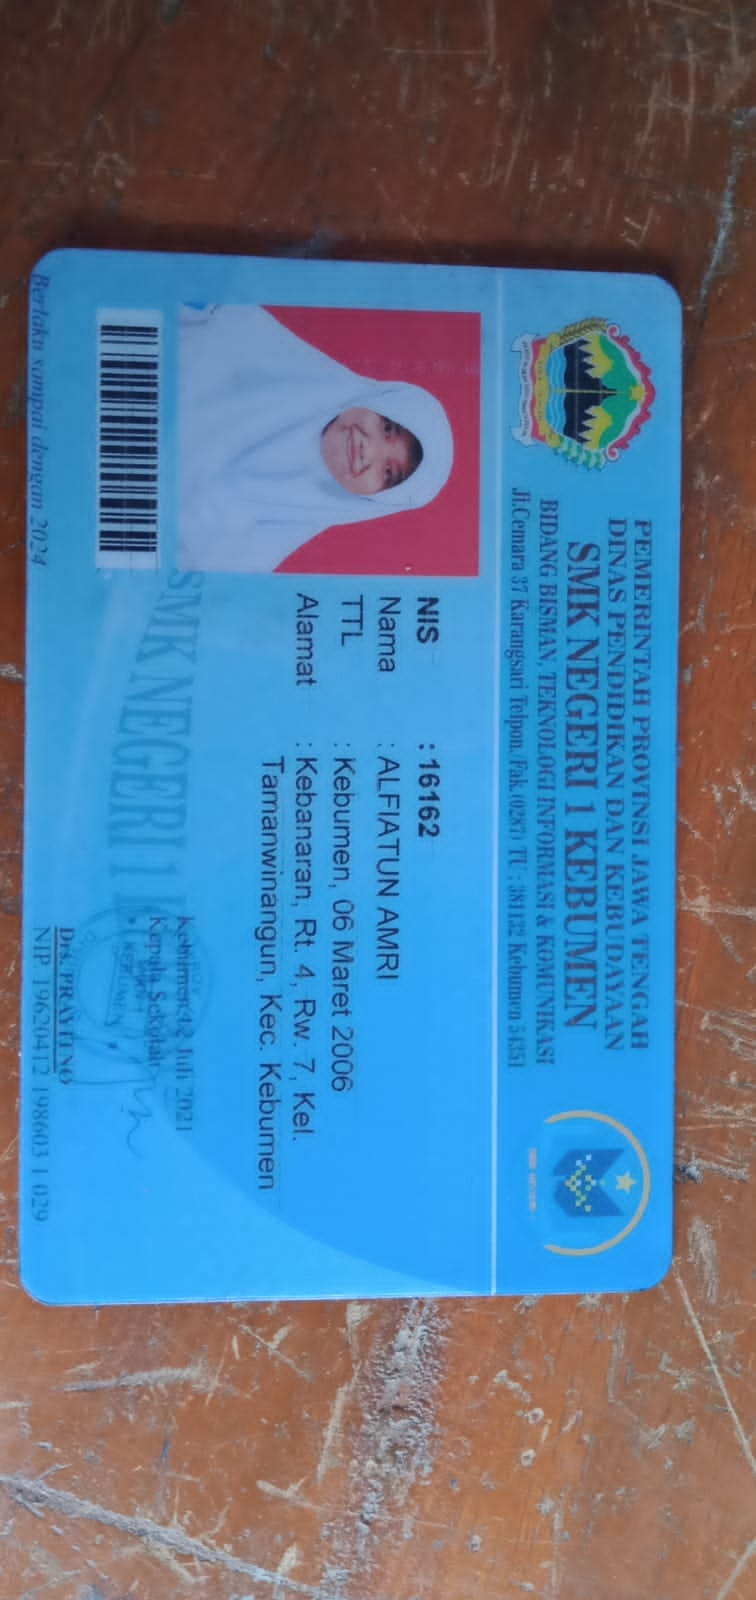 PEMERINTAH PROVINSI JAWA TENGAH
DINAS PENDIDIKAN DAN KEBUDAYAAN
SMK NEGERI 1 KEBUMEN
BIDANG BISMAN, TEKNOLOGI INFORMASI & KOMUNIKASI
Jl.Cemara 37 Karangsari Telpon./Fak. (0287) TU : 381132 Kebumen 54351
NIS : 16162
Nama : ALFIATUN AMRI
TTL : Kebumen, 06 Maret 2006
Alamat : Kebanaran, Rt. 4, Rw. 7, Kel.
Tamanwinangun, Kec. Kebumen
SMK NEGERI 1
Kebumen, 12 Juli 2021
Kepala Sekolah
Drs. PRAYITNO
NIP. 19620412 198603 1 029
Berlaku sampai dengan 2024